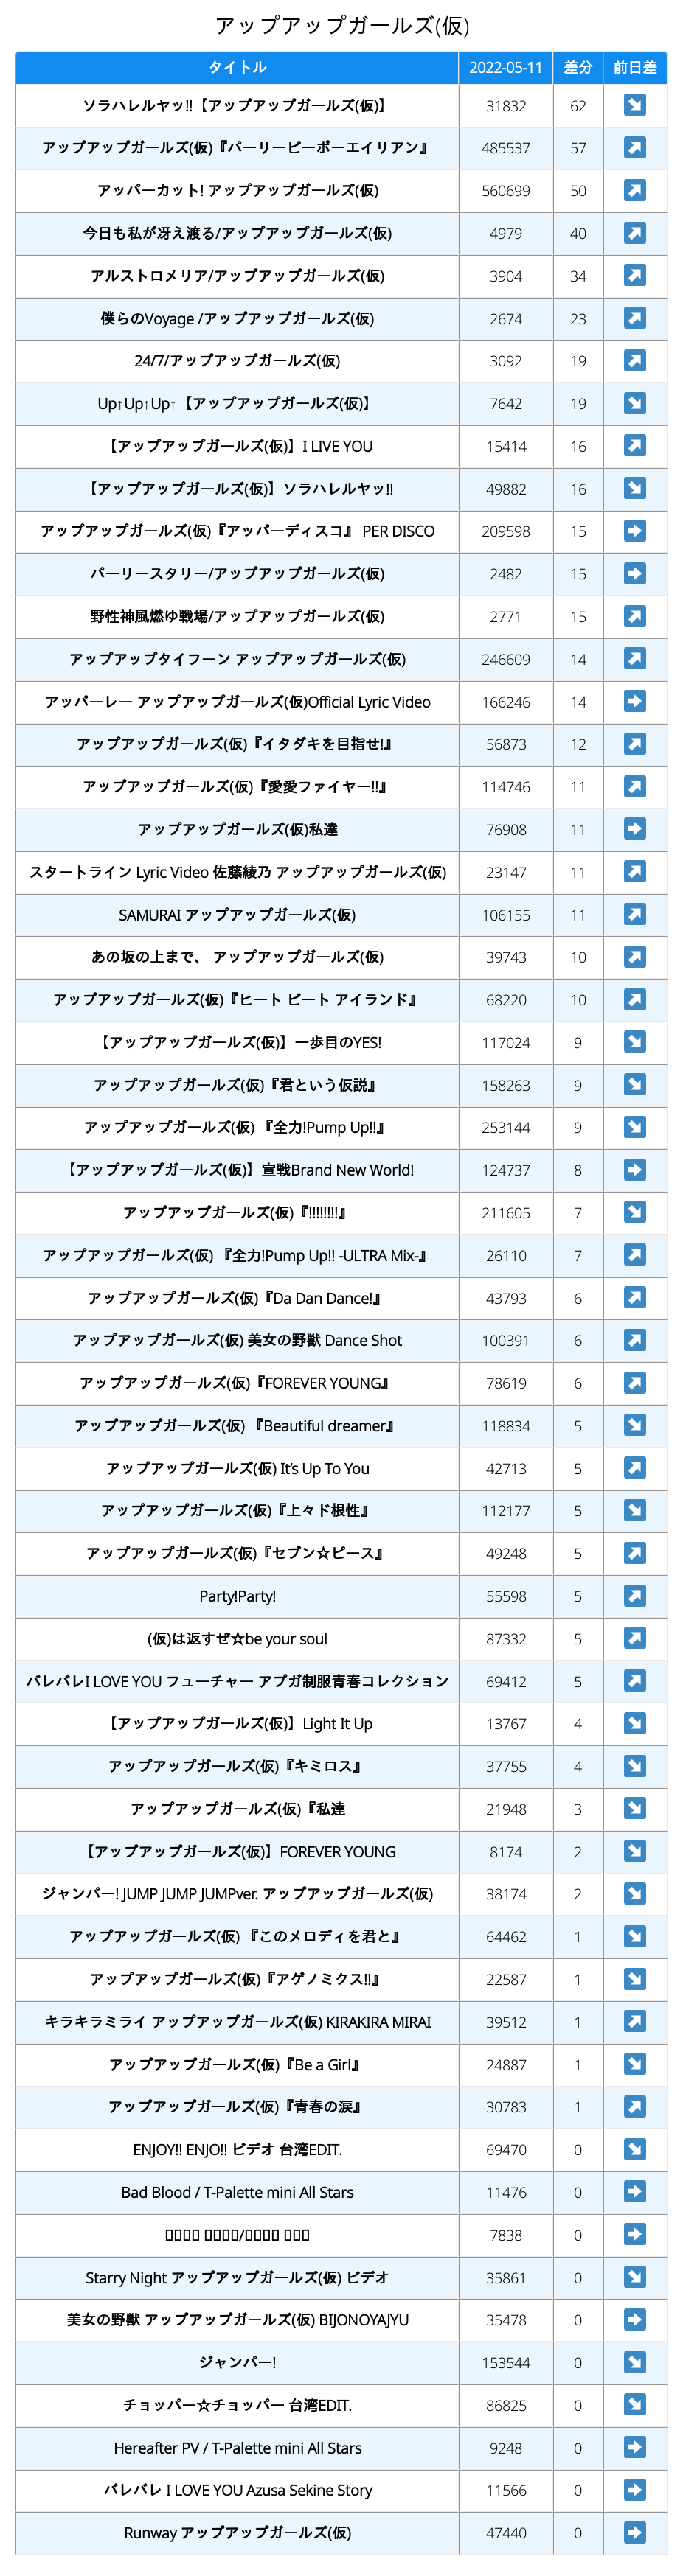 アップアップガールズ(仮)
タイトル 2022-05-11 差分 前日差
ソラハレルヤッ!!【アップアップガールズ(仮)】 31832 62 ↘
アップアップガールズ(仮)『パーリーピーポーエイリアン』 485537 57 ↗
アッパーカット! アップアップガールズ(仮) 560699 50 ↗
今日も私が冴え渡る/アップアップガールズ(仮) 4979 40 ↗
アルストロメリア/アップアップガールズ(仮) 3904 34 ↗
僕らのVoyage /アップアップガールズ(仮) 2674 23 ↗
24/7/アップアップガールズ(仮) 3092 19 ↗
Up↑Up↑Up↑【アップアップガールズ(仮)】 7642 19 ↘
【アップアップガールズ(仮)】I LIVE YOU 15414 16 ↗
【アップアップガールズ(仮)】ソラハレルヤッ!! 49882 16 ↘
アップアップガールズ(仮)『アッパーディスコ』 PER DISCO 209598 15 ➡
パーリースタリー/アップアップガールズ(仮) 2482 15 ➡
野性神風燃ゆ戦場/アップアップガールズ(仮) 2771 15 ↗
アップアップタイフーン アップアップガールズ(仮) 246609 14 ↗
アッパーレー アップアップガールズ(仮)Official Lyric Video 166246 14 ➡
アップアップガールズ(仮)『イタダキを目指せ!』 56873 12 ↗
アップアップガールズ(仮)『愛愛ファイヤー!!』 114746 11 ↗
アップアップガールズ(仮)私達 76908 11 ➡
スタートライン Lyric Video 佐藤綾乃 アップアップガールズ(仮) 23147 11 ↗
SAMURAI アップアップガールズ(仮) 106155 11 ↗
あの坂の上まで、 アップアップガールズ(仮) 39743 10 ↗
アップアップガールズ(仮)『ヒート ビート アイランド』 68220 10 ↗
【アップアップガールズ(仮)】一歩目のYES! 117024 9 ↘
アップアップガールズ(仮)『君という仮説』 158263 9 ↘
アップアップガールズ(仮) 『全力!Pump Up!!』 253144 9 ↘
【アップアップガールズ(仮)】宣戦Brand New World! 124737 8 ➡
アップアップガールズ(仮)『!!!!!!!!』 211605 7 ↘
アップアップガールズ(仮) 『全力!Pump Up!! -ULTRA Mix-』 26110 7 ↗
アップアップガールズ(仮)『Da Dan Dance!』 43793 6 ↗
アップアップガールズ(仮) 美女の野獣 Dance Shot 100391 6 ↗
アップアップガールズ(仮)『FOREVER YOUNG』 78619 6 ↗
アップアップガールズ(仮) 『Beautiful dreamer』 118834 5 ↘
アップアップガールズ(仮) It's Up To You 42713 5 ↗
アップアップガールズ(仮)『上々ド根性』 112177 5 ↘
アップアップガールズ(仮)『セブン☆ピース』 49248 5 ↗
Party!Party! 55598 5 ↗
(仮)は返すぜ☆be your soul 87332 5 ↗
バレバレI LOVE YOU フューチャー アプガ制服青春コレクション 69412 5 ↗
【アップアップガールズ(仮)】Light It Up 13767 4 ↘
アップアップガールズ(仮)『キミロス』 37755 4 ↘
アップアップガールズ(仮)『私達 21948 3 ↘
【アップアップガールズ(仮)】FOREVER YOUNG 8174 2 ↘
ジャンパー! JUMP JUMP JUMPver. アップアップガールズ(仮) 38174 2 ↘
アップアップガールズ(仮) 『このメロディを君と』 64462 1 ↘
アップアップガールズ(仮)『アゲノミクス!!』 22587 1 ↘
キラキラミライ アップアップガールズ(仮) KIRAKIRA MIRAI 39512 1 ↗
アップアップガールズ(仮)『Be a Girl』 24887 1 ↘
アップアップガールズ(仮)『青春の涙』 30783 1 ↗
ENJOY!! ENJO!! ビデオ 台湾EDIT. 69470 0 ↘
Bad Blood / T-Palette mini All Stars 11476 0 ➡
▯▯▯▯ ▯▯▯▯/▯▯▯▯ ▯▯▯ 7838 0 ➡
Starry Night アップアップガールズ(仮) ビデオ 35861 0 ↘
美女の野獣 アップアップガールズ(仮) BIJONOYAJYU 35478 0 ➡
ジャンパー! 153544 0 ↘
チョッパー☆チョッパー 台湾EDIT. 86825 0 ↘
Hereafter PV / T-Palette mini All Stars 9248 0 ➡
バレバレ I LOVE YOU Azusa Sekine Story 11566 0 ➡
Runway アップアップガールズ(仮) 47440 0 ➡